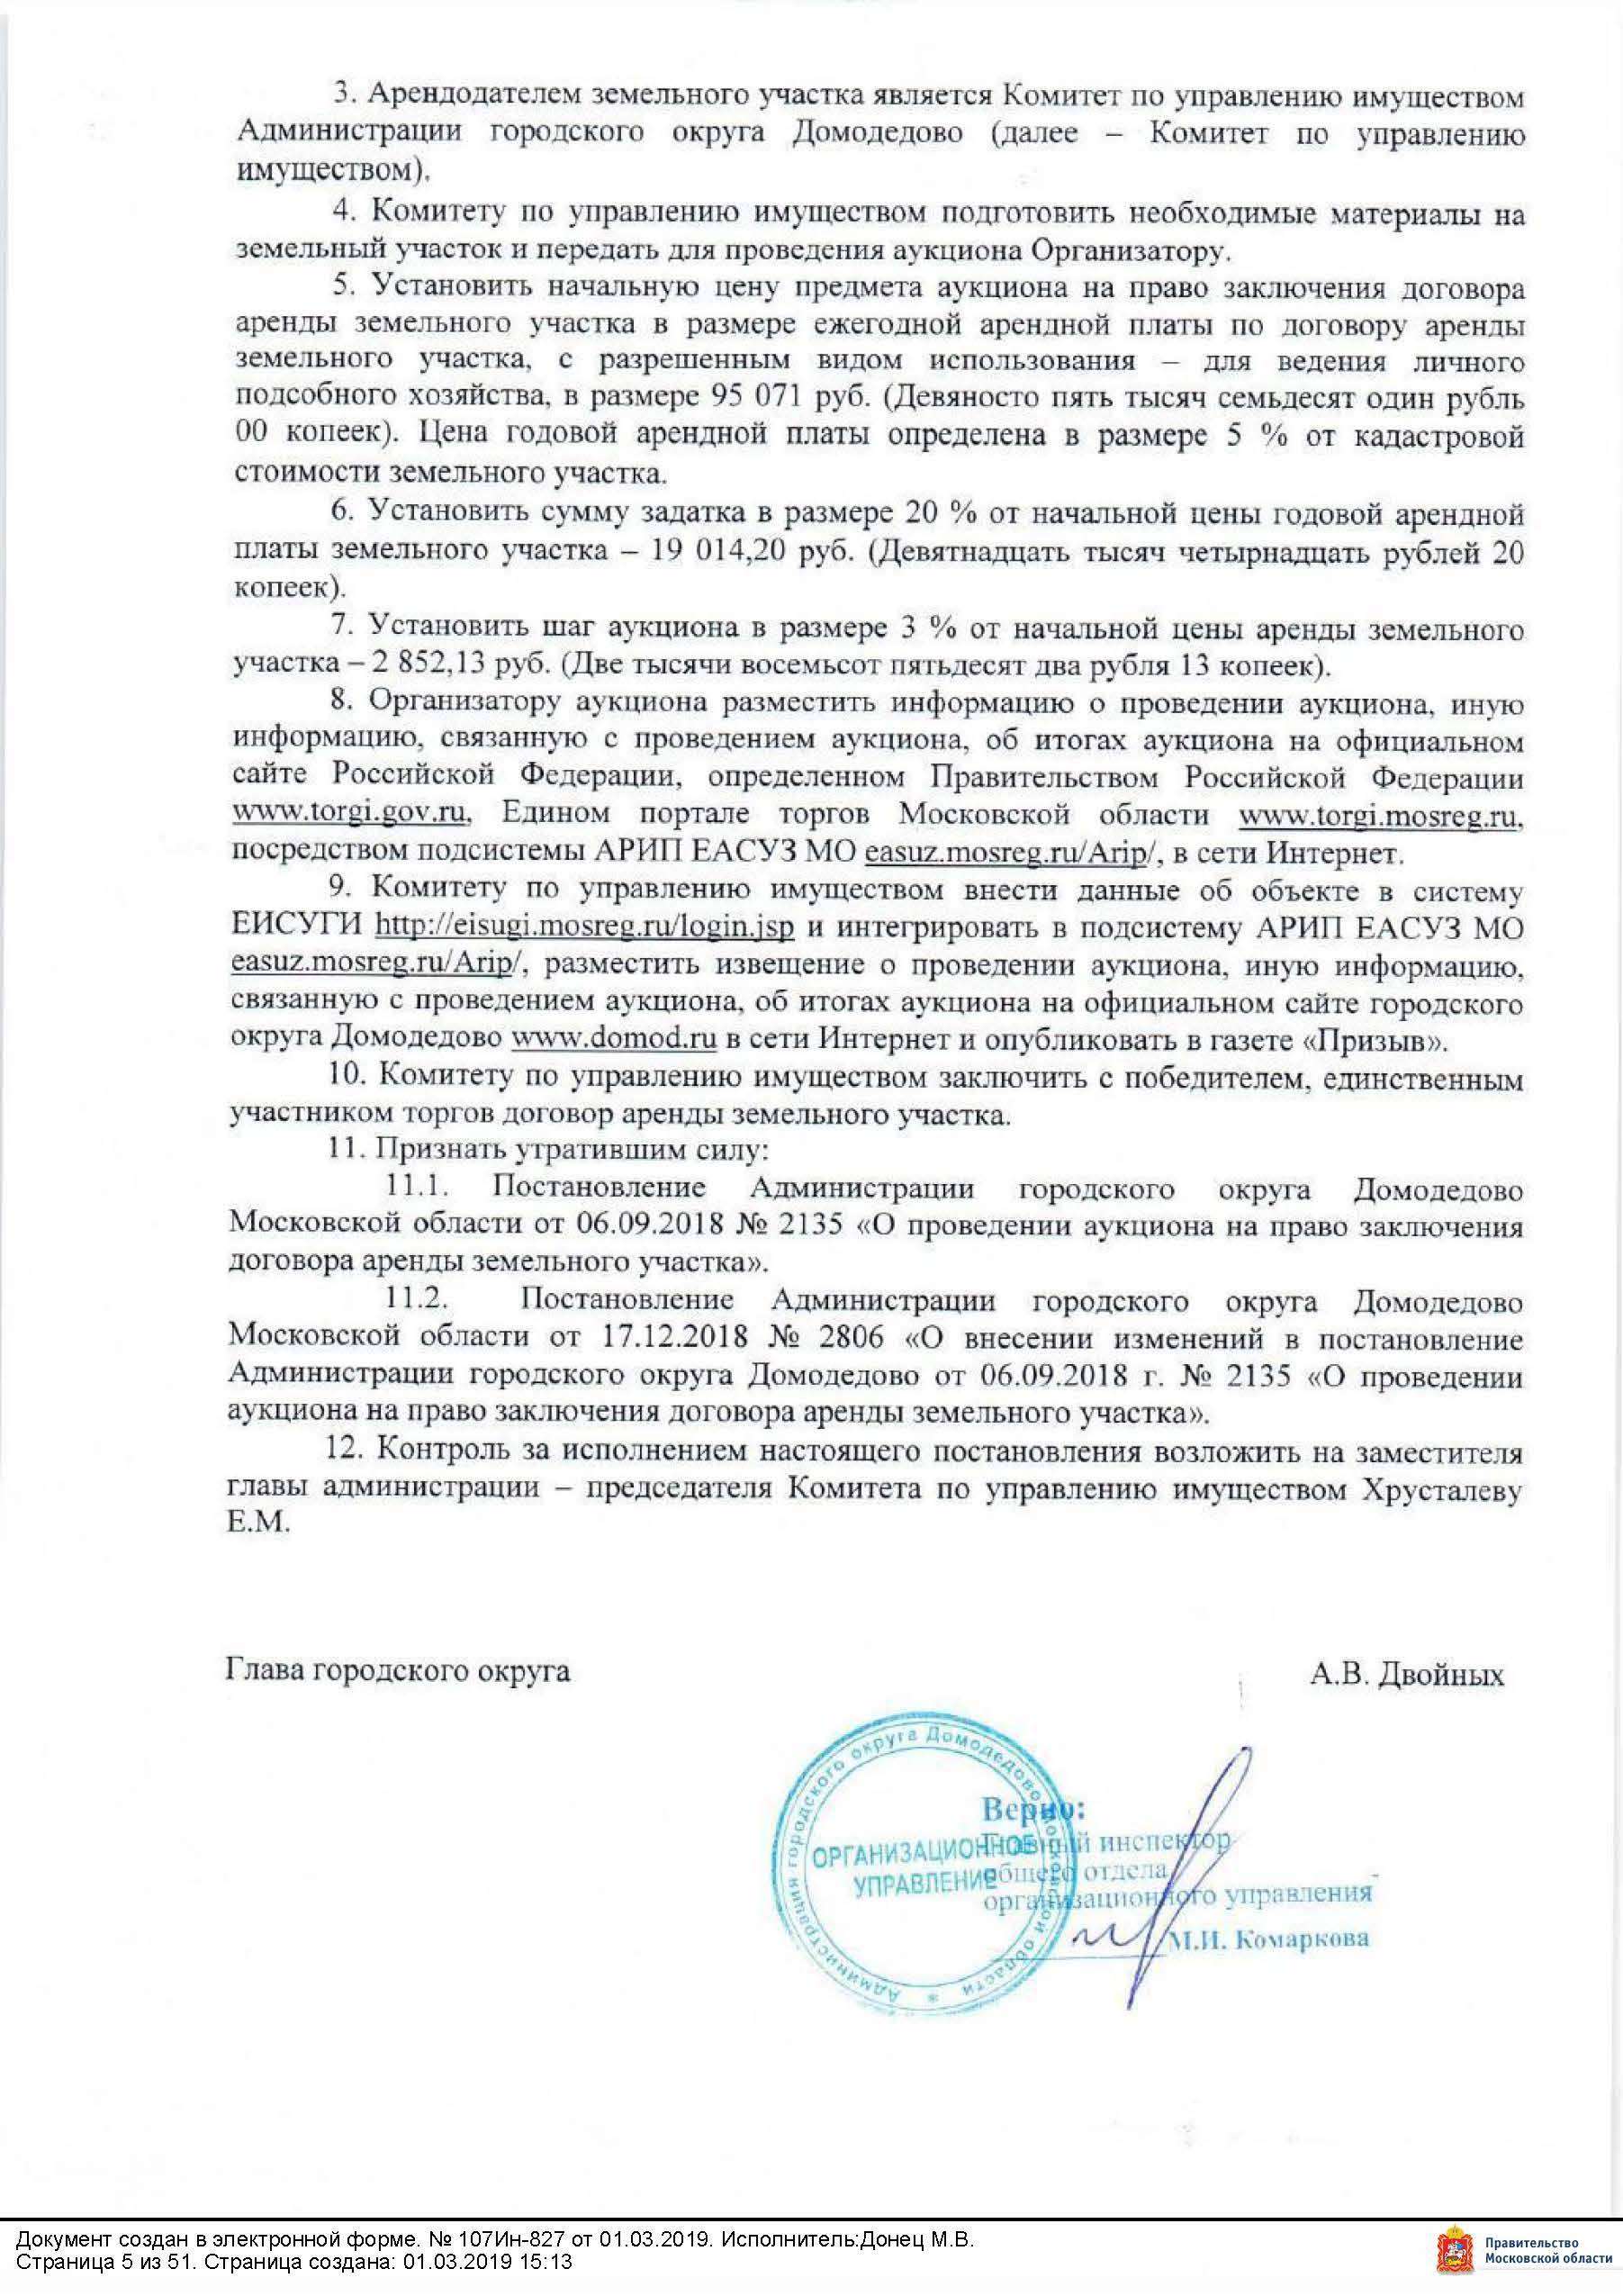 3. Арендодателем земельного участка является Комитет по управлению имуществом
Администрации городского округа Домодедово (далее – Комитет по управлению
имуществом).
4. Комитету по управлению имуществом подготовить необходимые материалы на
земельный участок и передать для проведения аукциона Организатору.
5. Установить начальную цену предмета аукциона на право заключения договора
аренды земельного участка в размере ежегодной арендной платы по договору аренды
земельного участка, с разрешенным видом использования – для ведения личного
подсобного хозяйства, в размере 95 071 руб. (Девяносто пять тысяч семьдесят один рубль
00 копеек). Цена годовой арендной платы определена в размере 5 % от кадастровой
стоимости земельного участка.
6. Установить сумму задатка в размере 20 % от начальной цены годовой арендной
платы земельного участка – 19 014,20 руб. (Девятнадцать тысяч четырнадцать рублей 20
копеек).
7. Установить шаг аукциона в размере 3 % от начальной цены аренды земельного
участка – 2 852,13 руб. (Две тысячи восемьсот пятьдесят два рубля 13 копеек).
8. Организатору аукциона разместить информацию о проведении аукциона, иную
информацию, связанную с проведением аукциона, об итогах аукциона на официальном
сайте Российской Федерации, определенном Правительством Российской Федерации
www.torgi.gov.ru, Едином портале торгов Московской области www.torgi.mosreg.ru,
посредством подсистемы АРИП ЕАСУЗ МО easuz.mosreg.ru/Arip/, в сети Интернет.
9. Комитету по управлению имуществом внести данные об объекте в систему
ЕИСУГИ http://eisugi.mosreg.ru/login.jsp и интегрировать в подсистему АРИП ЕАСУЗ МО
easuz.mosreg.ru/Arip/, разместить извещение о проведении аукциона, иную информацию,
связанную с проведением аукциона, об итогах аукциона на официальном сайте городского
округа Домодедово www.domod.ru в сети Интернет и опубликовать в газете «Призыв».
10. Комитету по управлению имуществом заключить с победителем, единственным
участником торгов договор аренды земельного участка.
11. Признать утратившим силу:
11.1. Постановление Администрации городского округа Домодедово
Московской области от 06.09.2018 № 2135 «О проведении аукциона на право заключения
договора аренды земельного участка».
11.2. Постановление Администрации городского округа Домодедово
Московской области от 17.12.2018 № 2806 «О внесении изменений в постановление
Администрации городского округа Домодедово от 06.09.2018 г. № 2135 «О проведении
аукциона на право заключения договора аренды земельного участка».
12. Контроль за исполнением настоящего постановления возложить на заместителя
главы администрации – председателя Комитета по управлению имуществом Хрусталеву
Е.М.
Глава городского округа А.В. Двойных
Администрация городского округа Домодедово Московской области *
ОРГАНИЗАЦИОННОЕ
УПРАВЛЕНИЕ
Верно:
Главный инспектор
общего отдела
организационного управления
М.И. Комаркова
Документ создан в электронной форме. № 107Ин-827 от 01.03.2019. Исполнитель:Донец М.В.
Страница 5 из 51. Страница создана: 01.03.2019 15:13
Правительство
Московской области